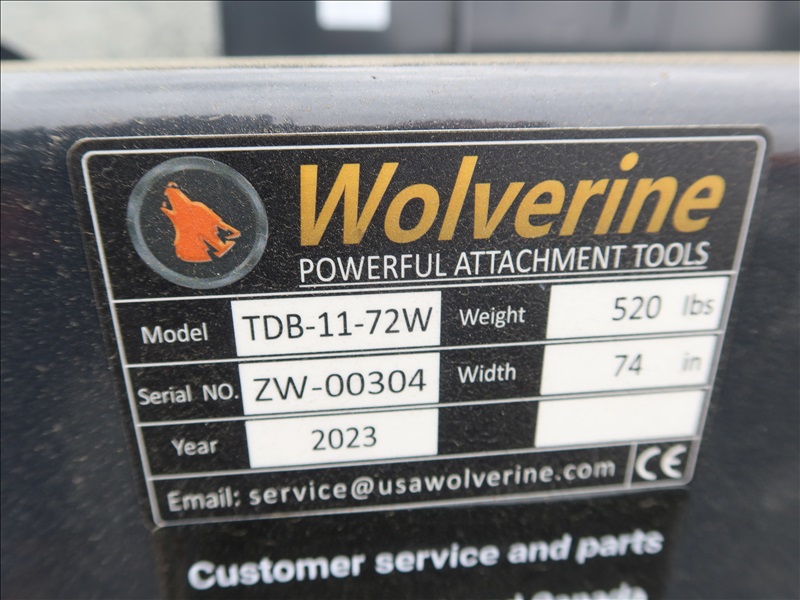 Wolverine
POWERFUL ATTACHMENT TOOLS
Model TDB-11-72W Weight 520 lbs
Serial NO. ZW-00304 Width 74 in
Year 2023
Email: service@usawolverine.com CE
Customer service and parts
Canada